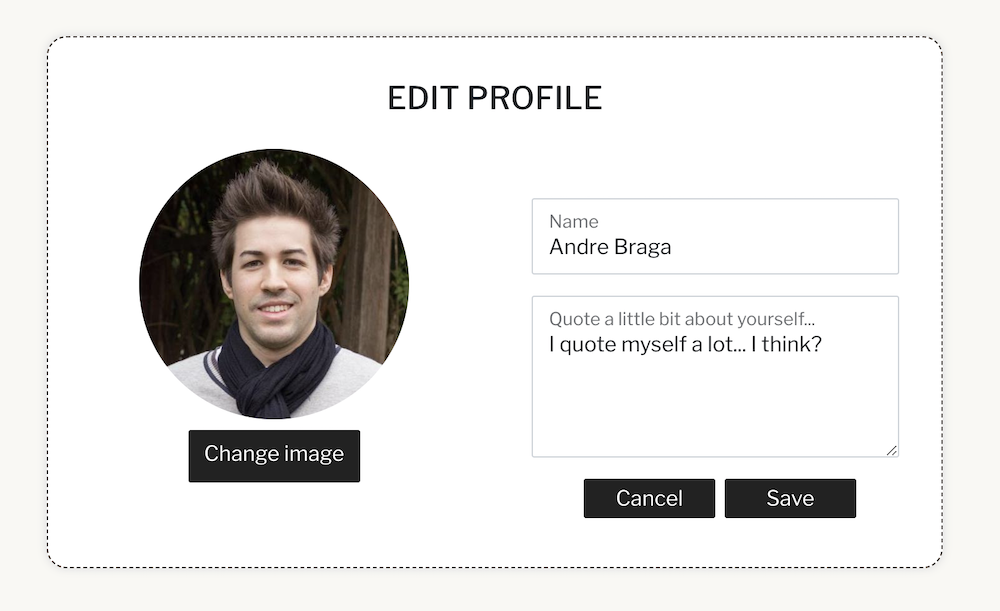 EDIT PROFILE
Name
Andre Braga
Quote a little bit about yourself...
I quote myself a lot... I think?
Change image
Cancel
Save